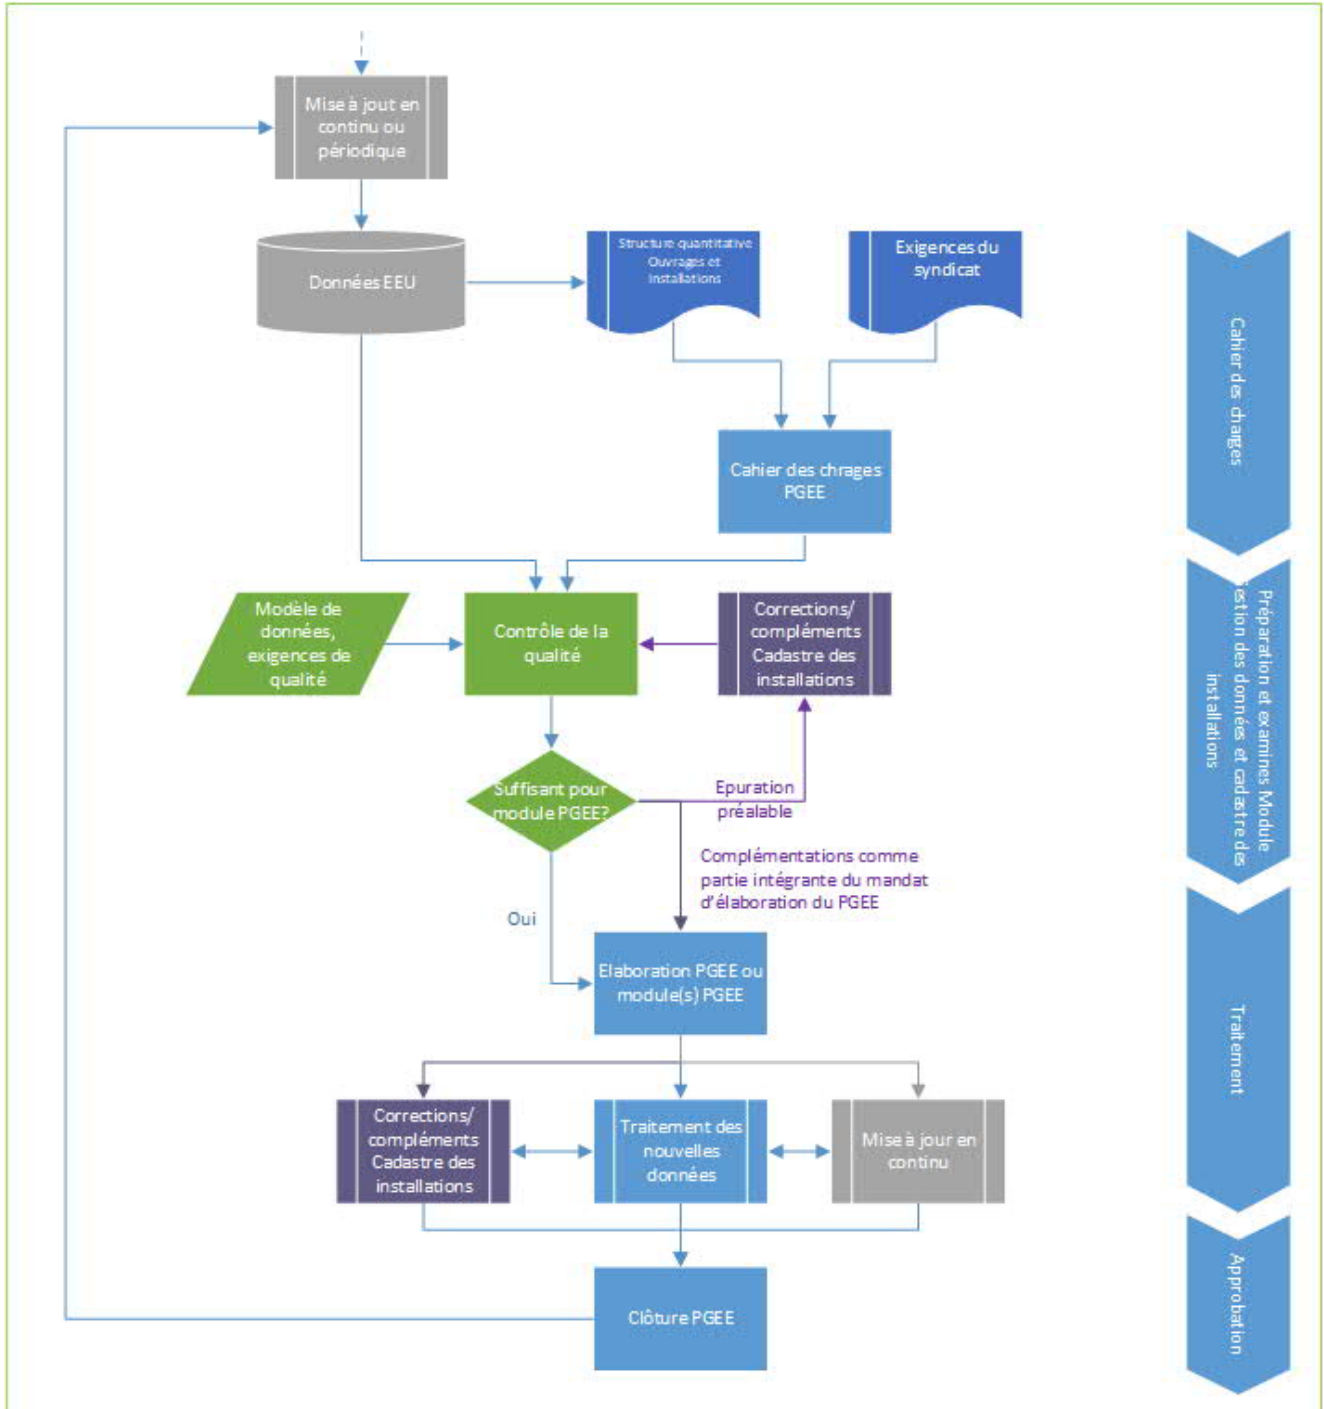 Mise à jout en
continu ou
périodique
Données EEU
Structure quantitative
Ouvrages et
installations
Exigences du
syndicat
Cahier des charges
Cahier des chrages
PGEE
Modèle de
données,
exigences de
qualité
Contrôle de la
qualité
Corrections/
compléments
Cadastre des
installations
Préparation et examines Module
estion des données et cadastre des
installations
Suffisant pour
module PGEE?
Epuration
préalable
Complémentations comme
partie intégrante du mandat
d'élaboration du PGEE
Oui
Elaboration PGEE ou
module(s) PGEE
Traitement
Corrections/
compléments
Cadastre des
installations
Traitement des
nouvelles
données
Mise à jour en
continu
Clôture PGEE
Approbation